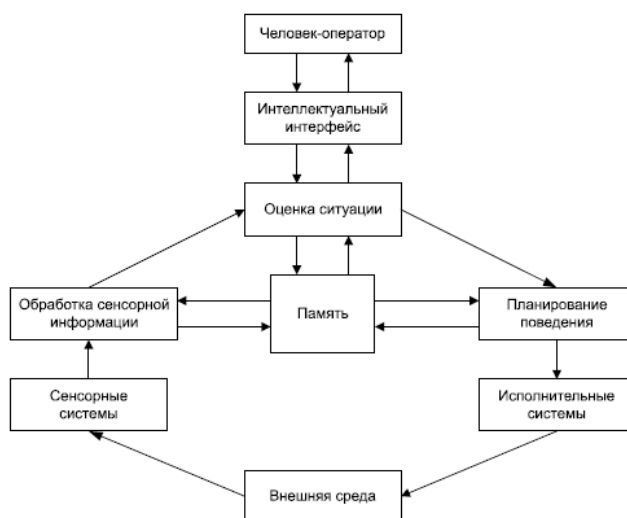 Человек-оператор
Интеллектуальный
интерфейс
Оценка ситуации
Обработка сенсорной
информации
Память
Планирование
поведения
Сенсорные
системы
Исполнительные
системы
Внешняя среда